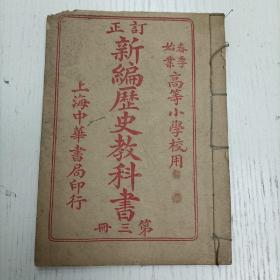 訂正
春季始業
高等小學校用
新編歷史教科書
第三冊
上海中華書局印行